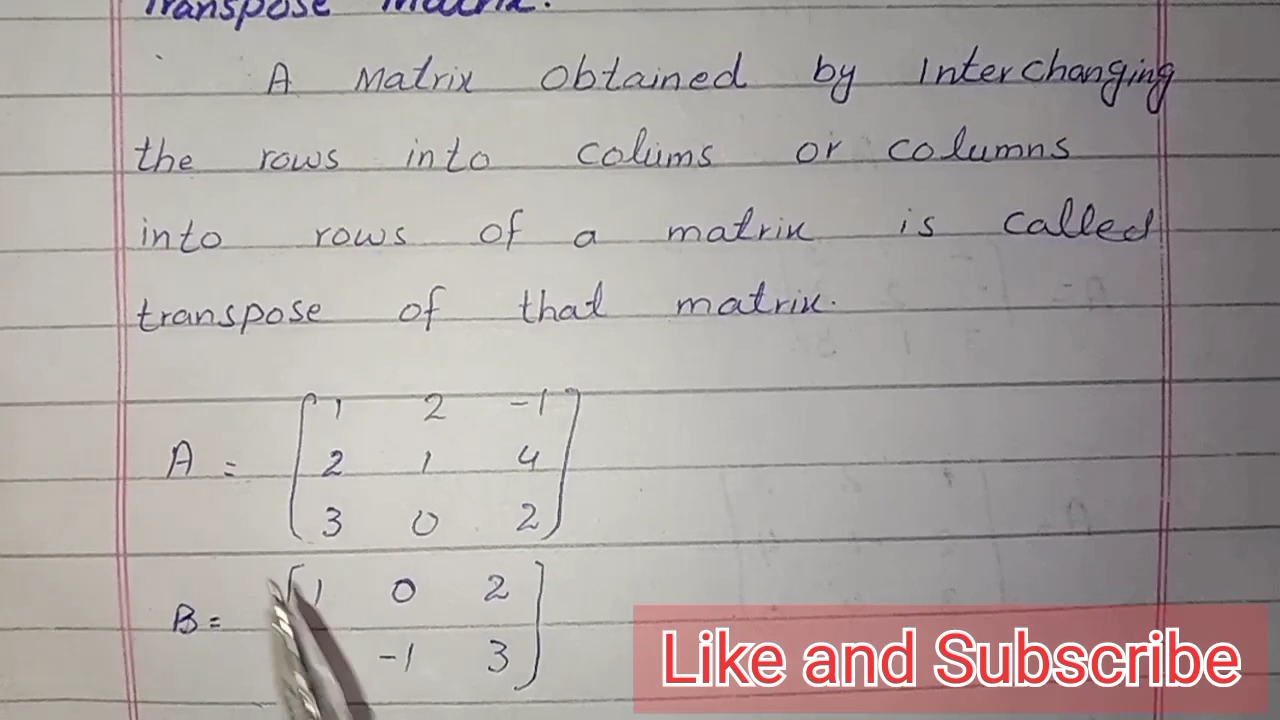 Transpose Matrix.
A Matrix Obtained by Interchanging
the rows into colums or columns
into rows of a matrix is called
transpose of that matrix.
1 2 -1
A = 2 1 4
3 0 2
1 0 2
B =
-1 3
Like and Subscribe